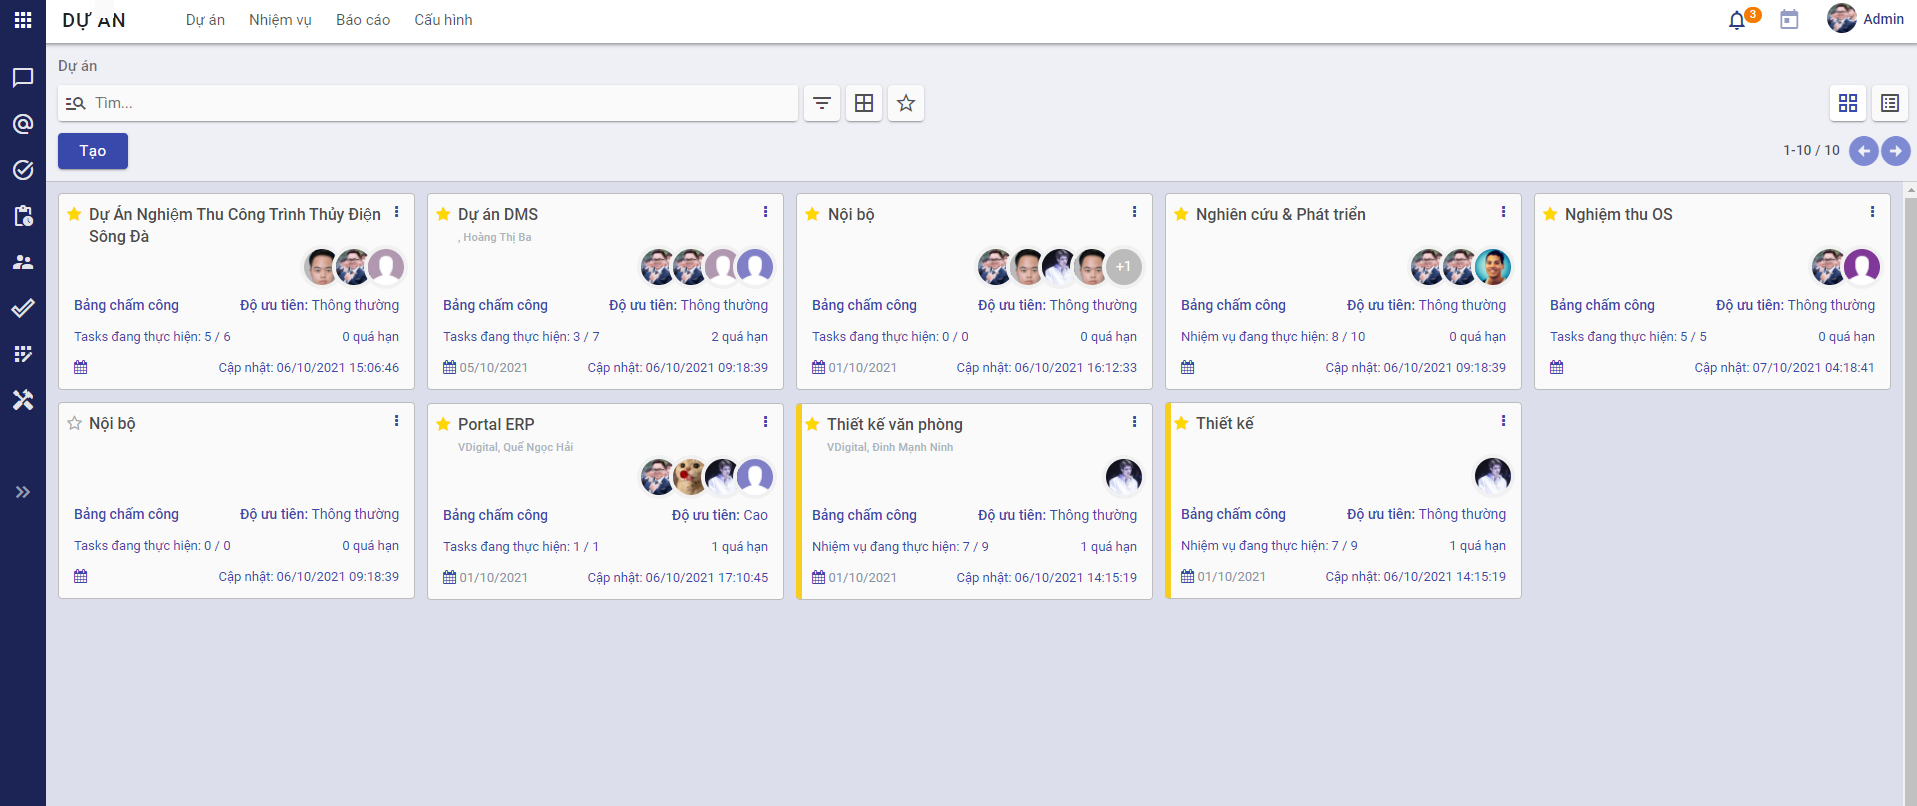 DỰ ÁN
Dự án
Nhiệm vụ
Báo cáo
Cấu hình
3
Admin
Dự án
Tìm...
Tạo
1-10 / 10
Dự Án Nghiệm Thu Công Trình Thủy Điện
Sông Đà
Bảng chấm công
Độ ưu tiên: Thông thường
Tasks đang thực hiện: 5 / 6
0 quá hạn
Cập nhật: 06/10/2021 15:06:46
Dự án DMS
, Hoàng Thị Ba
Bảng chấm công
Độ ưu tiên: Thông thường
Tasks đang thực hiện: 3 / 7
2 quá hạn
05/10/2021
Cập nhật: 06/10/2021 09:18:39
Nội bộ
+1
Bảng chấm công
Độ ưu tiên: Thông thường
Tasks đang thực hiện: 0 / 0
0 quá hạn
01/10/2021
Cập nhật: 06/10/2021 16:12:33
Nghiên cứu & Phát triển
Bảng chấm công
Độ ưu tiên: Thông thường
Nhiệm vụ đang thực hiện: 8 / 10
0 quá hạn
Cập nhật: 06/10/2021 09:18:39
Nghiệm thu OS
Bảng chấm công
Độ ưu tiên: Thông thường
Tasks đang thực hiện: 5 / 5
0 quá hạn
Cập nhật: 07/10/2021 04:18:41
Nội bộ
Bảng chấm công
Độ ưu tiên: Thông thường
Tasks đang thực hiện: 0 / 0
0 quá hạn
Cập nhật: 06/10/2021 09:18:39
Portal ERP
VDigital, Quế Ngọc Hải
Bảng chấm công
Độ ưu tiên: Cao
Tasks đang thực hiện: 1 / 1
1 quá hạn
01/10/2021
Cập nhật: 06/10/2021 17:10:45
Thiết kế văn phòng
VDigital, Đinh Mạnh Ninh
Bảng chấm công
Độ ưu tiên: Thông thường
Nhiệm vụ đang thực hiện: 7 / 9
1 quá hạn
01/10/2021
Cập nhật: 06/10/2021 14:15:19
Thiết kế
Bảng chấm công
Độ ưu tiên: Thông thường
Nhiệm vụ đang thực hiện: 7 / 9
1 quá hạn
01/10/2021
Cập nhật: 06/10/2021 14:15:19